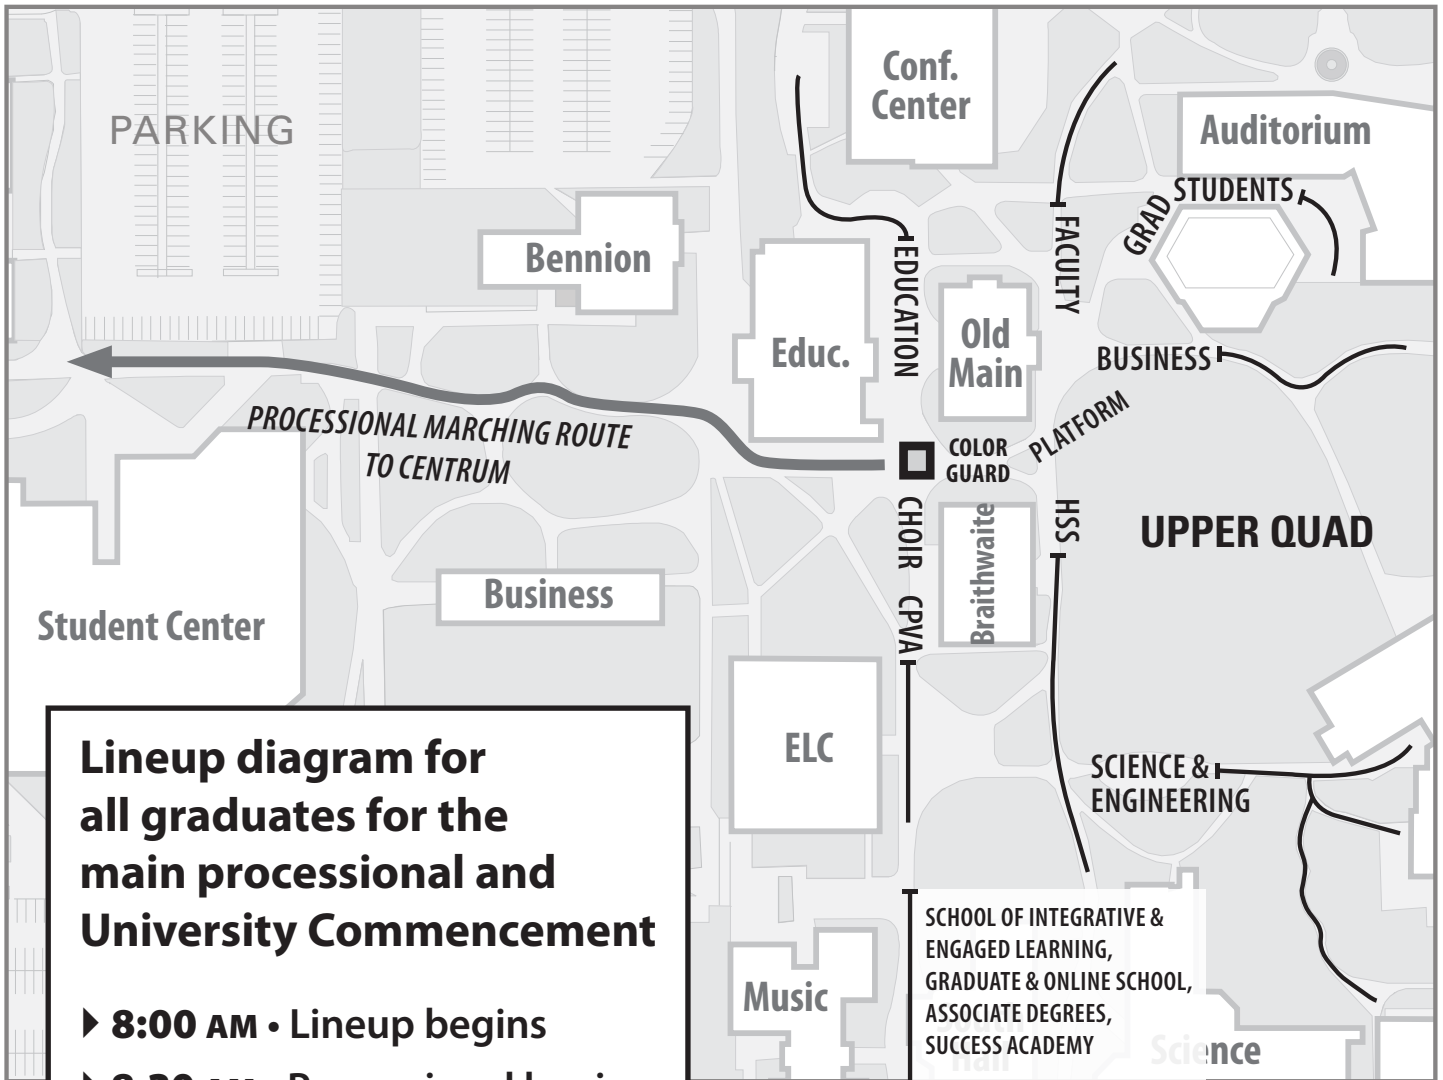 Conf.
Center
PARKING
Auditorium
GRAD STUDENTS
FACULTY
EDUCATION
Bennion
Old
Main
Educ.
BUSINESS
PLATFORM
PROCESSIONAL MARCHING ROUTE
TO CENTRUM
COLOR
GUARD
CHOIR
HSS
UPPER QUAD
Braithwaite
Business
CPVA
Student Center
ELC
SCIENCE &
ENGINEERING
Lineup diagram for
all graduates for the
main processional and
University Commencement
8:00 AM • Lineup begins
SCHOOL OF INTEGRATIVE &
ENGAGED LEARNING,
GRADUATE & ONLINE SCHOOL,
ASSOCIATE DEGREES,
SUCCESS ACADEMY
Music
South
Hall
Science